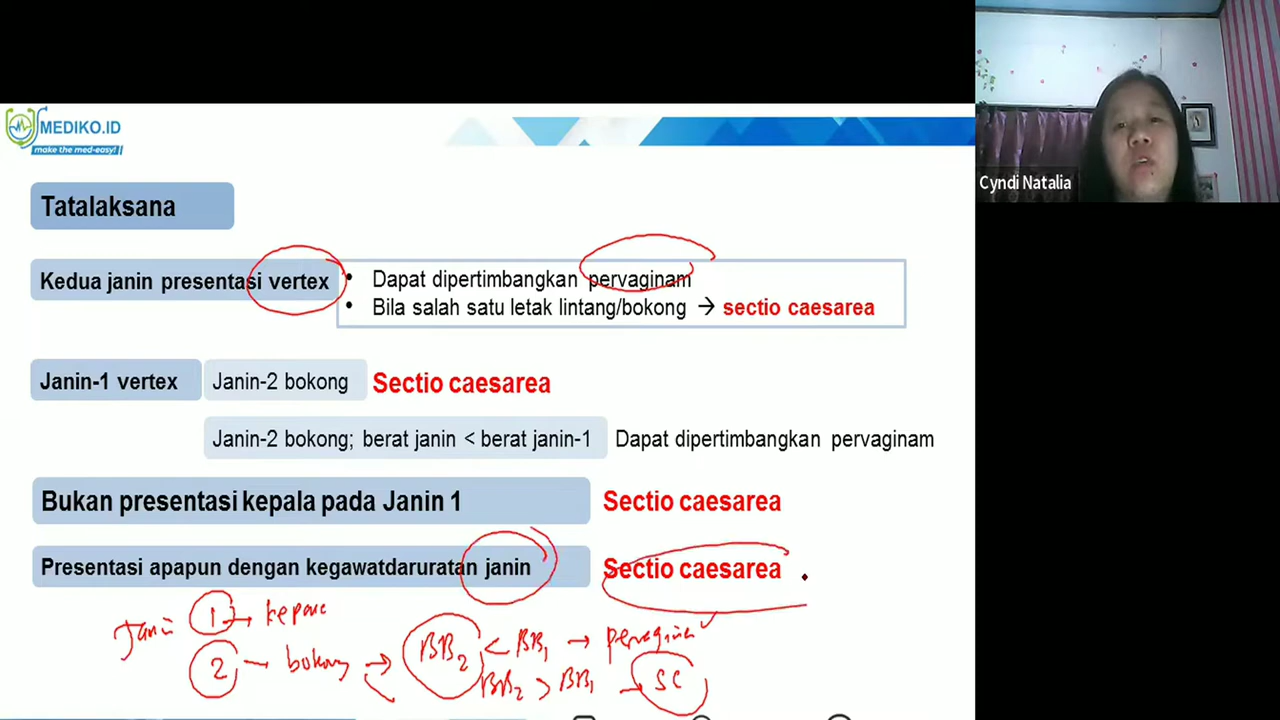 MEDIKO.ID
make the med-easy!
Cyndi Natalia
Tatalaksana
Kedua janin presentasi vertex
• Dapat dipertimbangkan pervaginam
• Bila salah satu letak lintang/bokong → sectio caesarea
Janin-1 vertex Janin-2 bokong Sectio caesarea
Janin-2 bokong; berat janin < berat janin-1 Dapat dipertimbangkan pervaginam
Bukan presentasi kepala pada Janin 1 Sectio caesarea
Presentasi apapun dengan kegawatdaruratan janin Sectio caesarea
Janin 1 → kepala
2 → bokong → BB2 < BB1 → pervaginam
BB2 > BB1 → SC